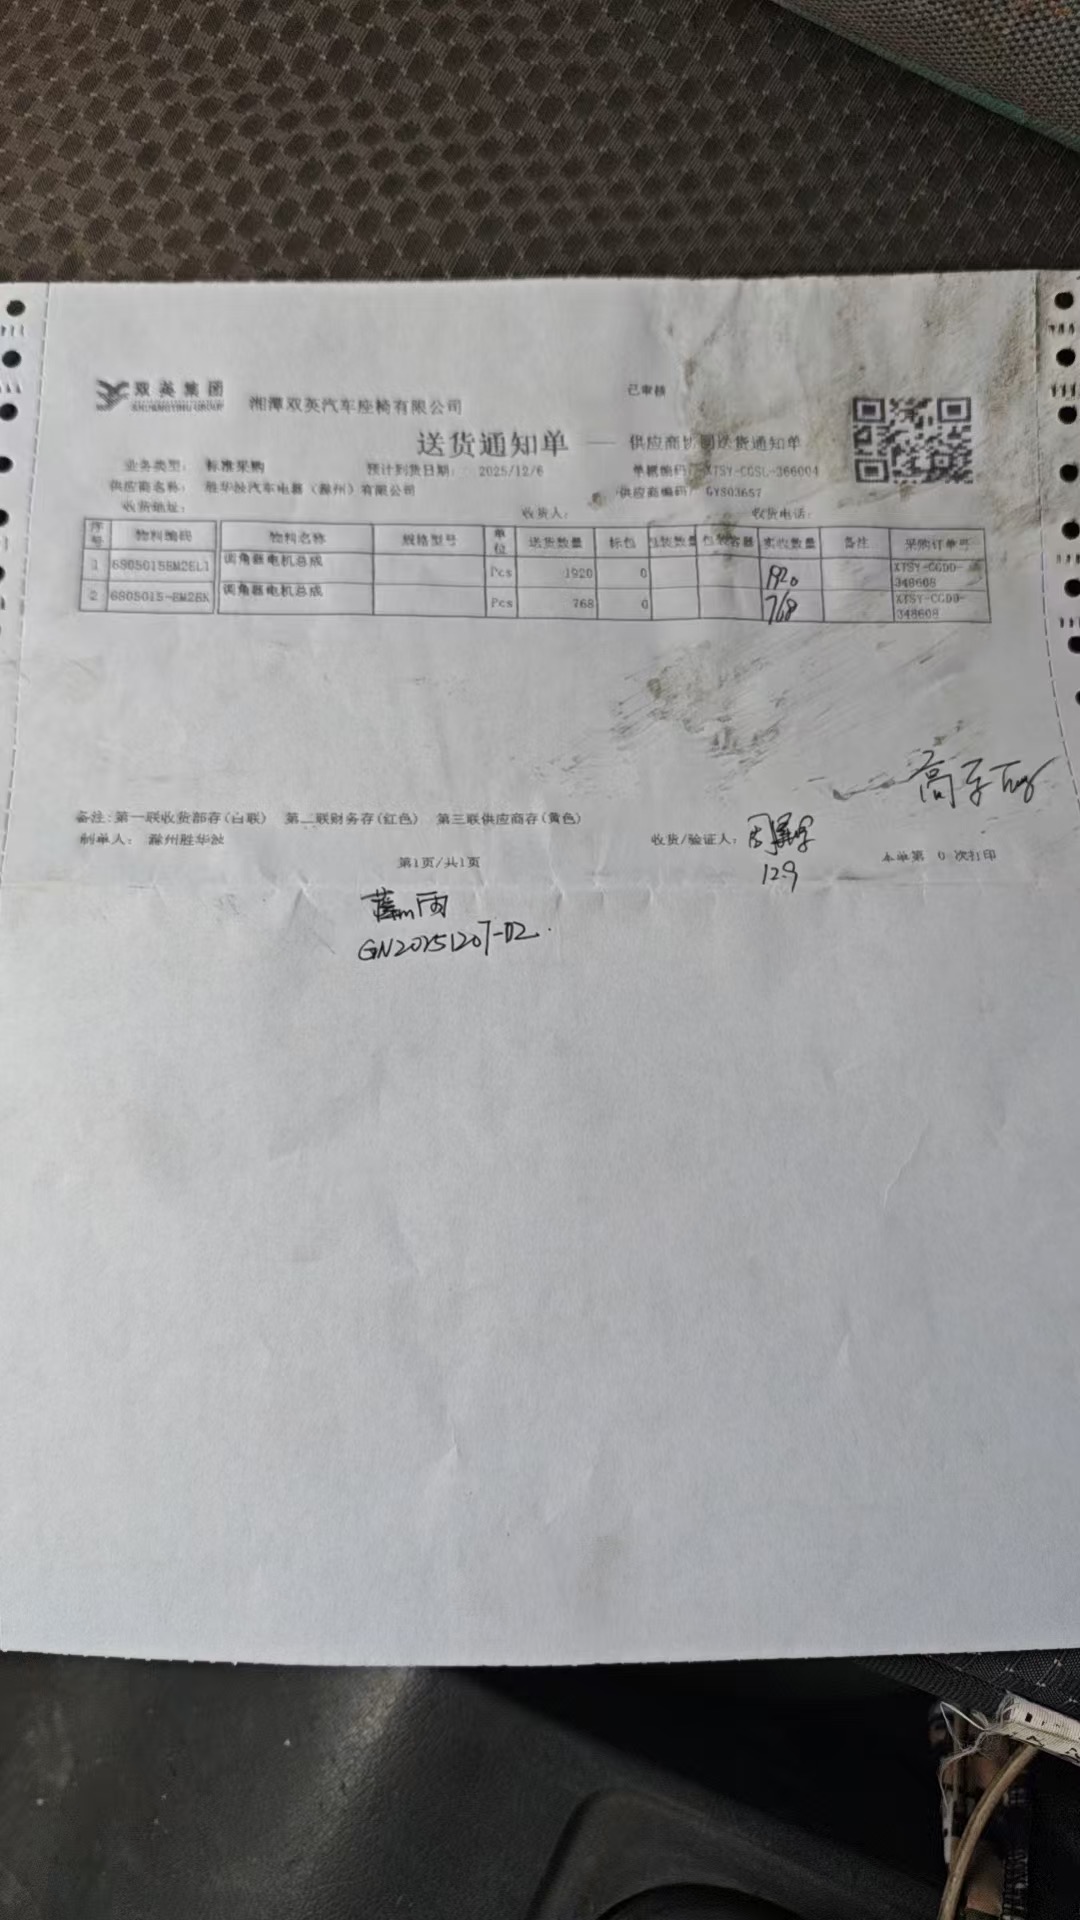 双英集团
SHUANGYING GROUP
湘潭双英汽车座椅有限公司
已审核
送货通知单 — 供应商协同送货通知单
业务类型: 标准采购 预计到货日期: 2025/12/6 单据编码: XTSY-CGSL-366004
供应商名称: 胜华波汽车电器（滁州）有限公司 供应商编码: GYS03657
收货地址: 收货人: 收货电话:
序号 物料编码 物料名称 规格型号 单位 送货数量 标包 包装数量 包装容器 实收数量 备注 采购订单号
1 6805015BM2EL1 调角器电机总成 Pcs 1920 0 1920 XTSY-CGDD-348608
2 6805015-BM2EK 调角器电机总成 Pcs 768 0 768 XTSY-CGDD-348608
备注:第一联收货部存(白联) 第二联财务存(红色) 第三联供应商存(黄色)
制单人: 滁州胜华波 收货/验证人:
第1页/共1页 12.9 本单第 0 次打印
GN20251207-02